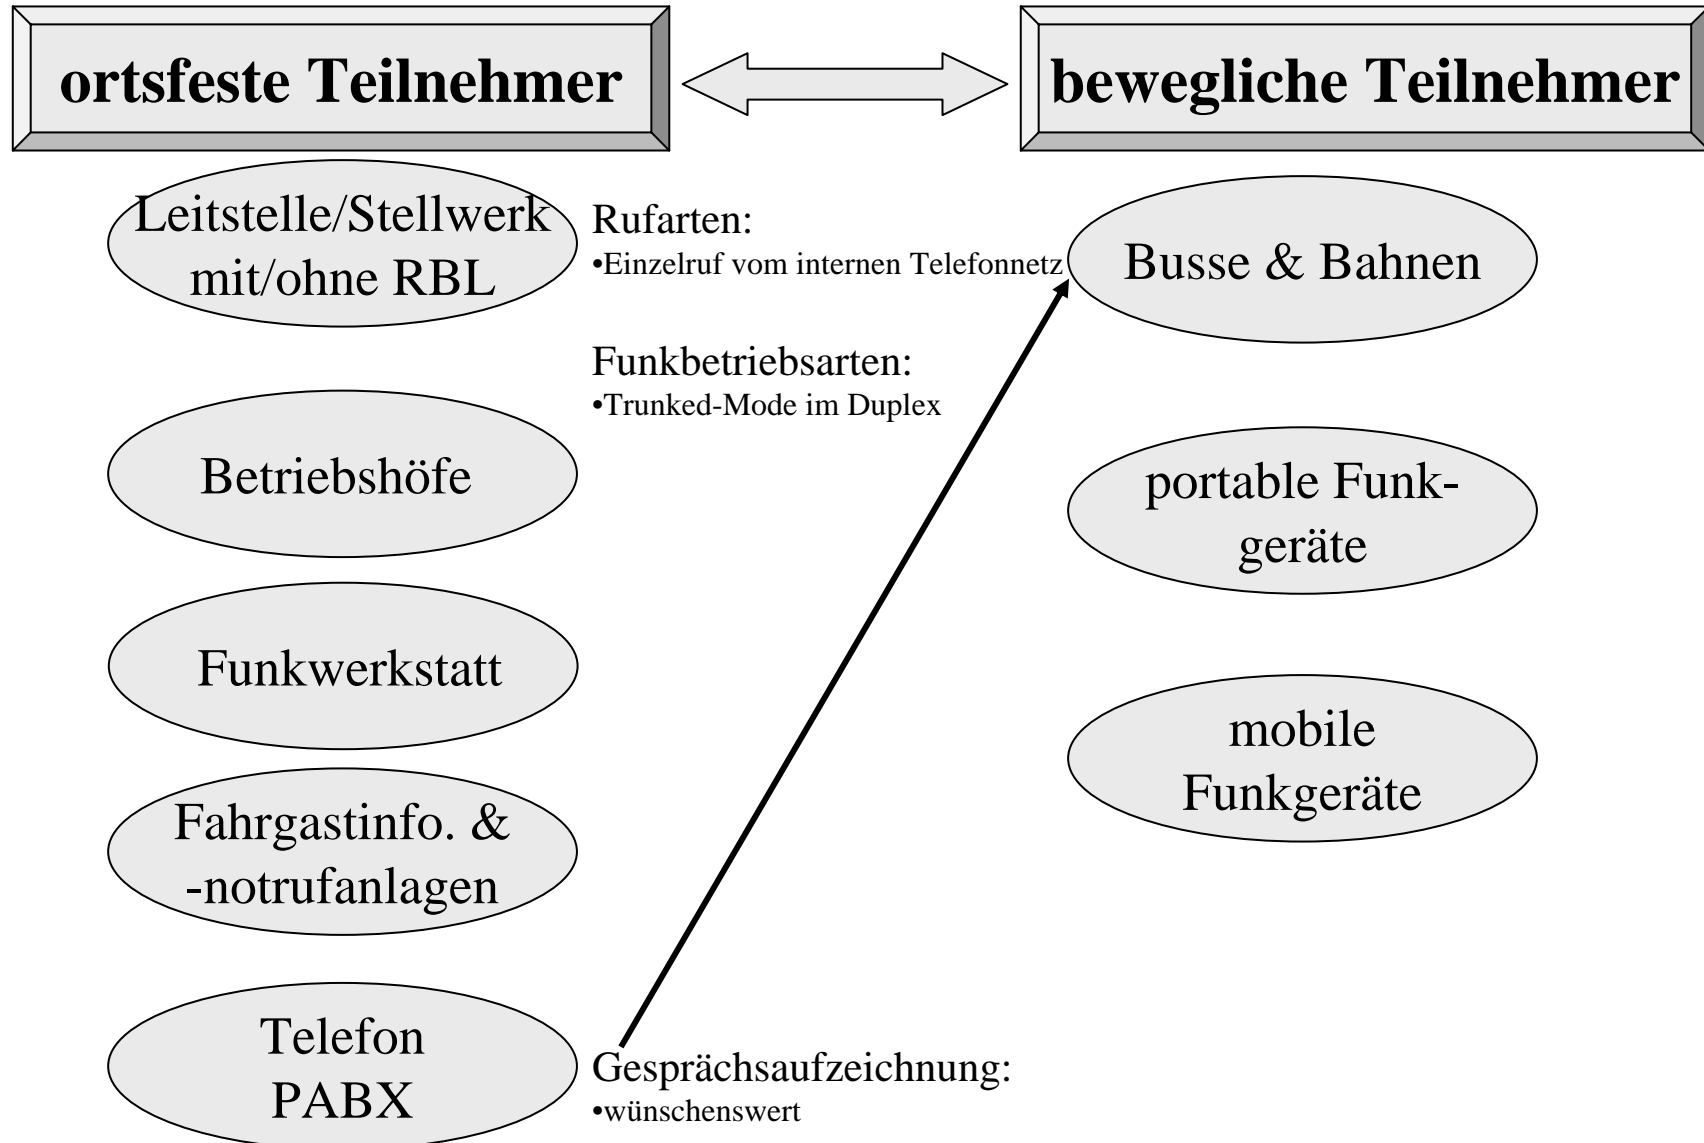 ortsfeste Teilnehmer
bewegliche Teilnehmer
Leitstelle/Stellwerk
mit/ohne RBL
Betriebshöfe
Funkwerkstatt
Fahrgastinfo. &
-notrufanlagen
Telefon
PABX
Rufarten:
•Einzelruf vom internen Telefonnetz
Funkbetriebsarten:
•Trunked-Mode im Duplex
Gesprächsaufzeichnung:
•wünschenswert
Busse & Bahnen
portable Funk-
geräte
mobile
Funkgeräte